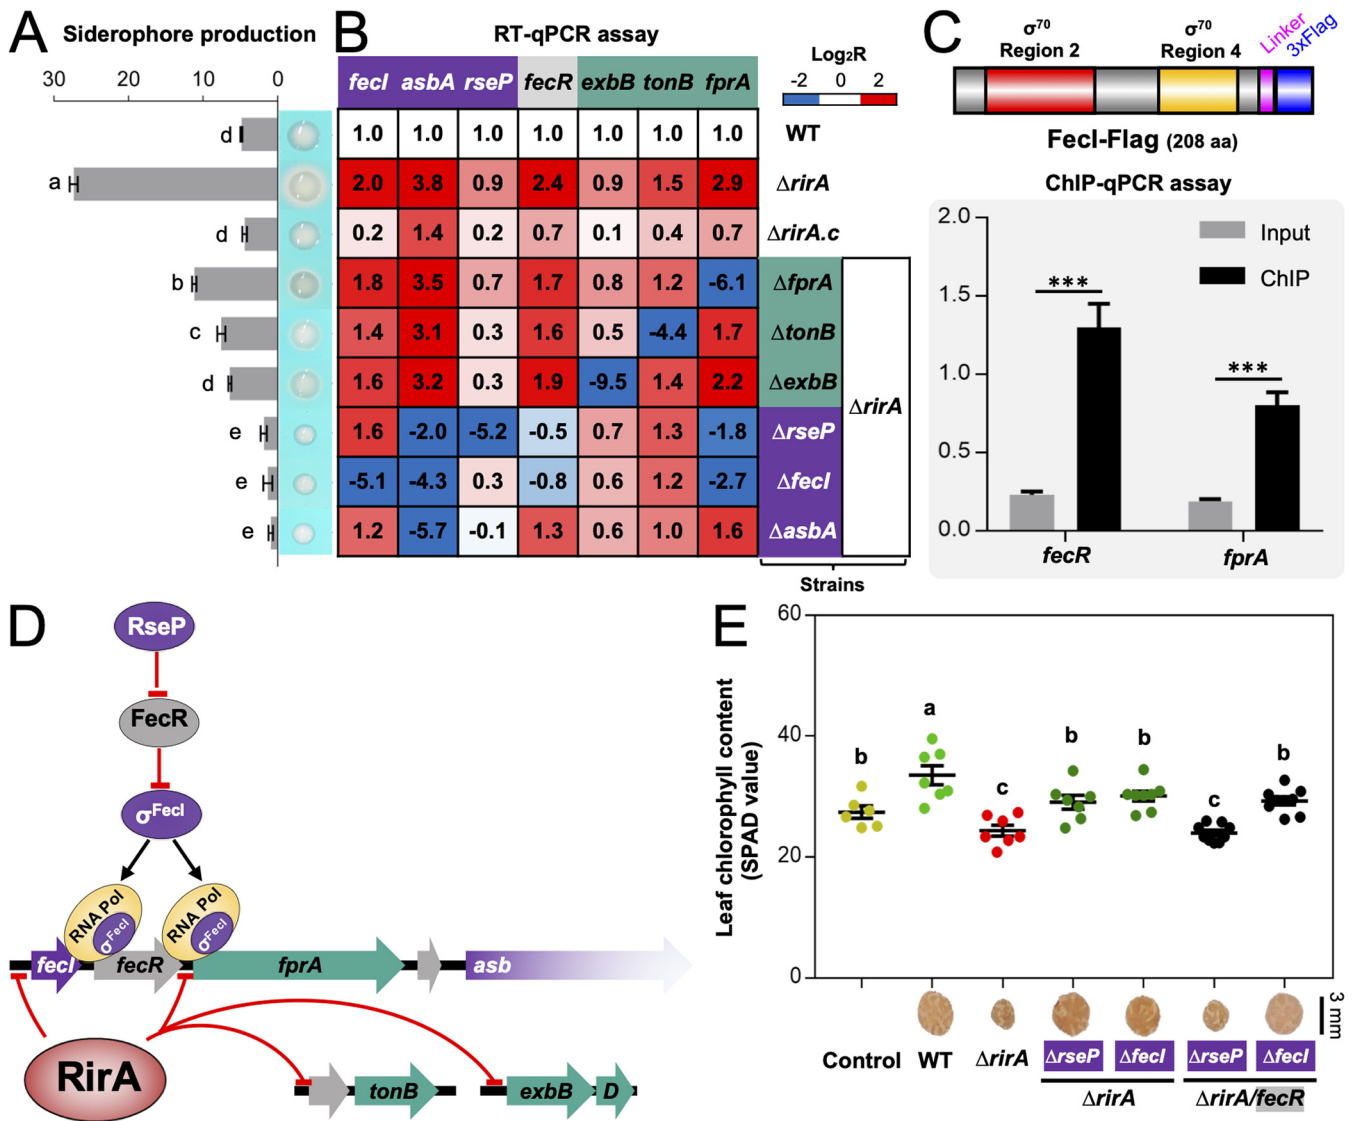 A
Siderophore production
30 20 10 0
d
a
d
b
c
d
e
e
e
B
RT-qPCR assay
fecI asbA rseP fecR exbB tonB fprA
Log₂R
-2 0 2
1.0 1.0 1.0 1.0 1.0 1.0 1.0 WT
2.0 3.8 0.9 2.4 0.9 1.5 2.9 ΔrirA
0.2 1.4 0.2 0.7 0.1 0.4 0.7 ΔrirA.c
1.8 3.5 0.7 1.7 0.8 1.2 -6.1 ΔfprA
1.4 3.1 0.3 1.6 0.5 -4.4 1.7 ΔtonB
1.6 3.2 0.3 1.9 -9.5 1.4 2.2 ΔexbB
1.6 -2.0 -5.2 -0.5 0.7 1.3 -1.8 ΔrseP
-5.1 -4.3 0.3 -0.8 0.6 1.2 -2.7 ΔfecI
1.2 -5.7 -0.1 1.3 0.6 1.0 1.6 ΔasbA
ΔrirA
Strains
C
σ⁷⁰
Region 2
σ⁷⁰
Region 4
Linker
3xFlag
FecI-Flag (208 aa)
ChIP-qPCR assay
2.0
1.5
1.0
0.5
0.0
Input
ChIP
***
***
fecR fprA
D
RseP
FecR
σFecI
RNA Pol
σFecI
RNA Pol
σFecI
fecI fecR fprA asb
RirA
tonB exbB D
E
Leaf chlorophyll content
(SPAD value)
60
40
20
0
b a c b b c b
3 mm
Control WT ΔrirA ΔrseP ΔfecI ΔrseP ΔfecI
ΔrirA ΔrirA/fecR